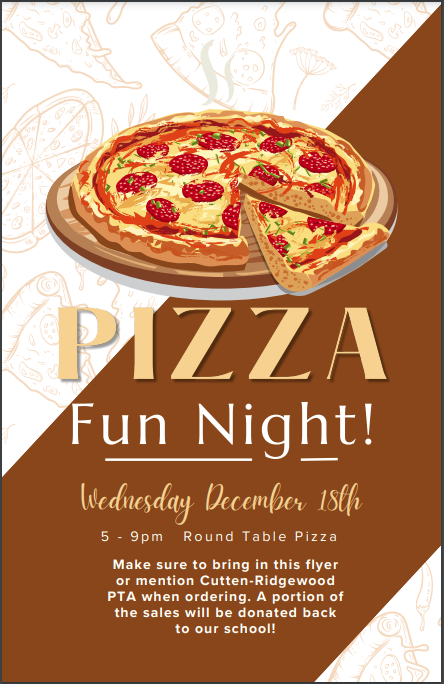 PIZZA
Fun Night!
Wednesday December 18th
5 - 9pm Round Table Pizza
Make sure to bring in this flyer
or mention Cutten-Ridgewood
PTA when ordering. A portion of
the sales will be donated back
to our school!